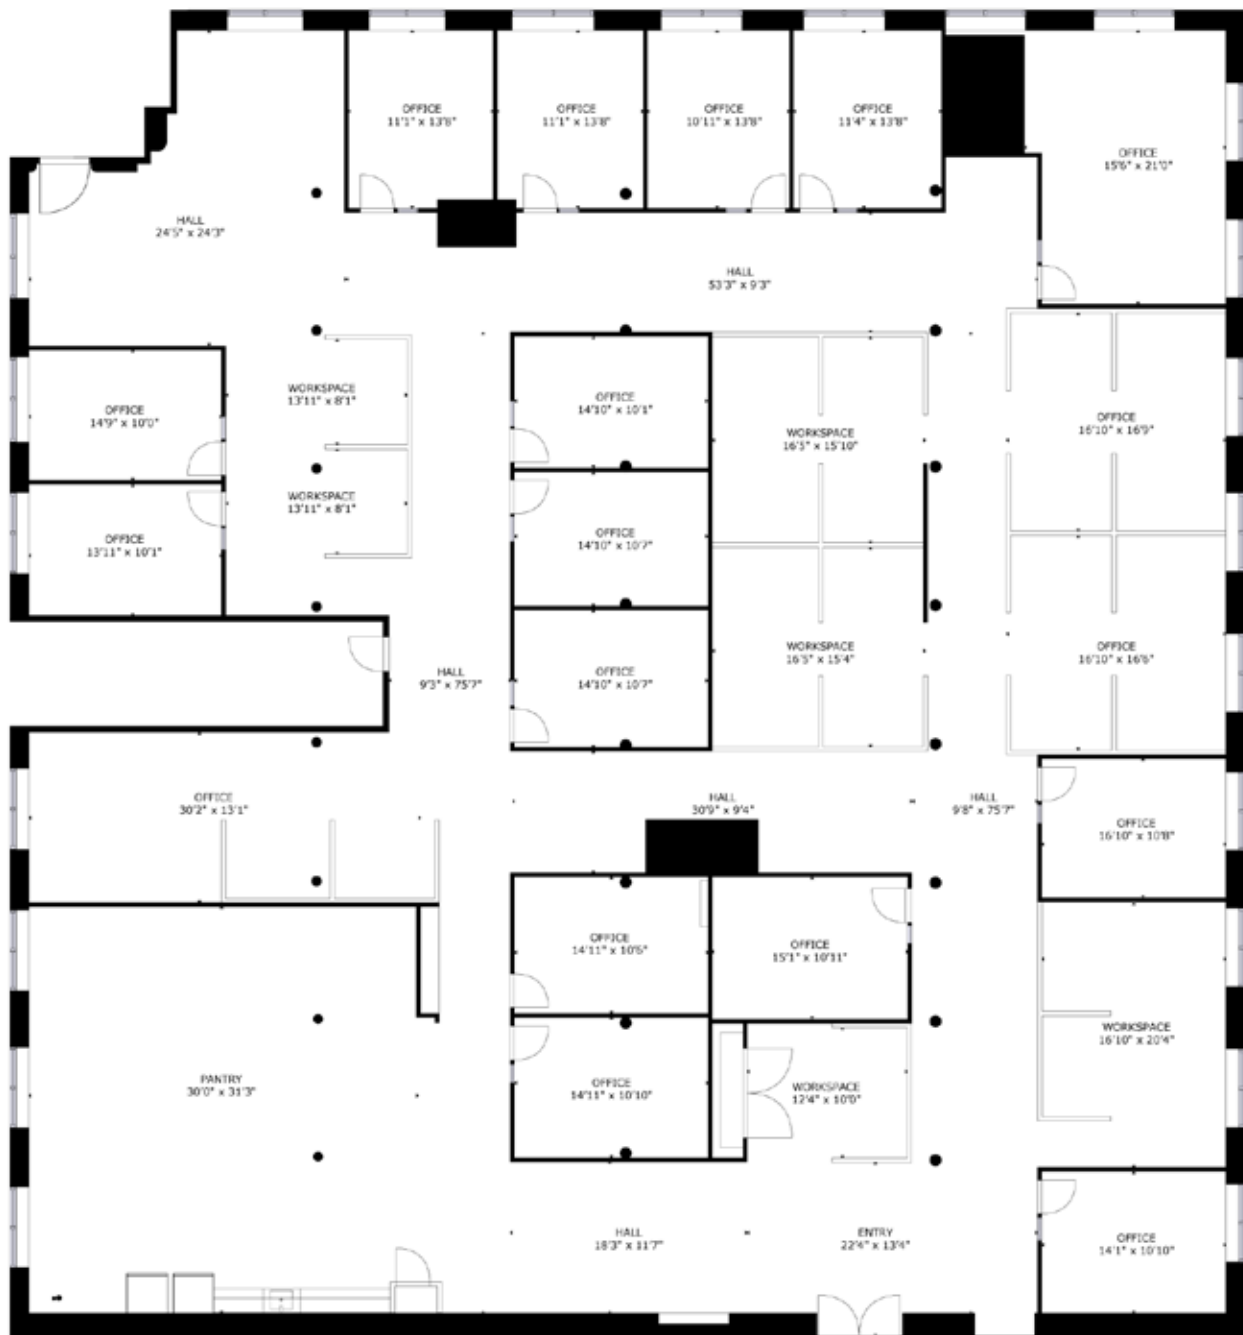 OFFICE
11'1" x 13'8"
OFFICE
11'1" x 13'8"
OFFICE
10'11" x 13'8"
OFFICE
11'4" x 13'8"
OFFICE
15'6" x 21'0"
HALL
24'5" x 24'3"
HALL
53'3" x 9'3"
OFFICE
14'9" x 10'0"
WORKSPACE
13'11" x 8'1"
OFFICE
14'10" x 10'1"
WORKSPACE
16'5" x 15'10"
OFFICE
16'10" x 16'9"
WORKSPACE
13'11" x 8'1"
OFFICE
13'11" x 10'1"
OFFICE
14'10" x 10'7"
HALL
9'3" x 75'7"
OFFICE
14'10" x 10'7"
WORKSPACE
16'5" x 15'4"
OFFICE
16'10" x 16'6"
OFFICE
30'2" x 13'1"
HALL
30'9" x 9'4"
HALL
9'8" x 75'7"
OFFICE
16'10" x 10'8"
OFFICE
14'11" x 10'5"
OFFICE
15'1" x 10'11"
WORKSPACE
16'10" x 20'4"
PANTRY
30'0" x 31'3"
OFFICE
14'11" x 10'10"
WORKSPACE
12'4" x 10'0"
HALL
18'3" x 11'7"
ENTRY
22'4" x 13'4"
OFFICE
14'1" x 10'10"